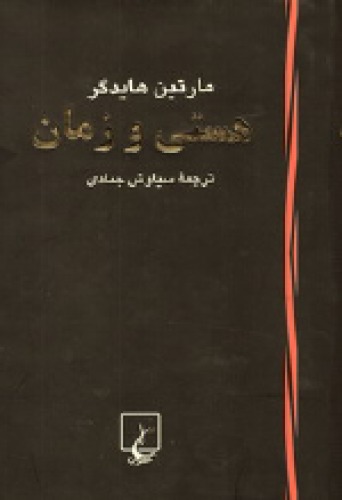 مارتین هایدگر
هستی و زمان
ترجمهٔ سیاوش جمادی